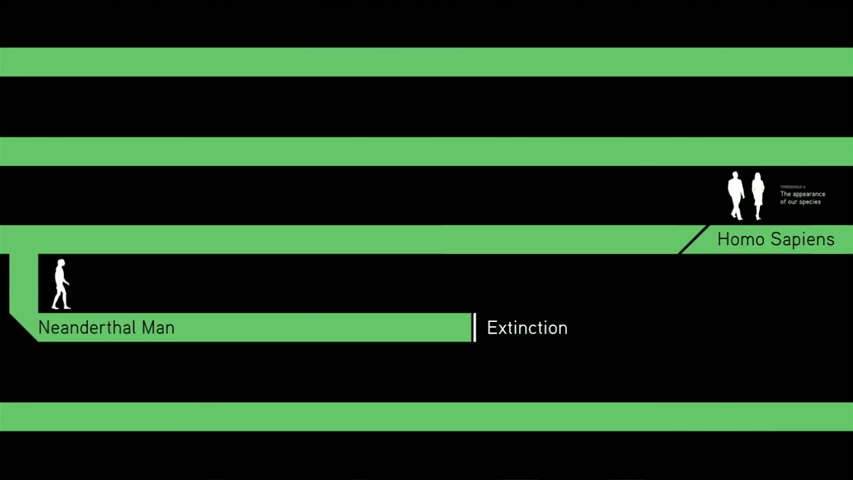 THRESHOLD 6
The appearance
of our species
Homo Sapiens
Neanderthal Man
Extinction